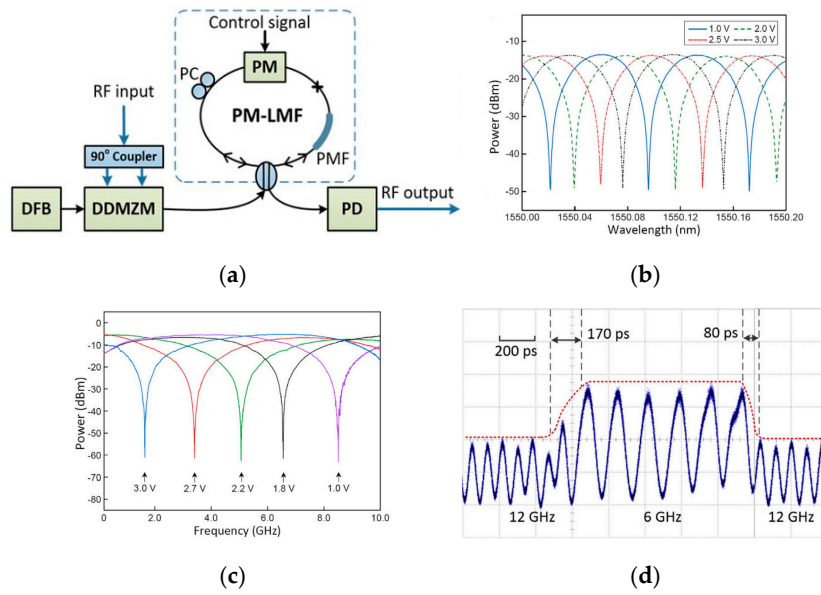 Control signal
PM
PC
RF input
PM-LMF
90° Coupler
PMF
DFB
DDMZM
PD
RF output
(a)
1.0 V 2.0 V
2.5 V 3.0 V
Power (dBm)
-10
-20
-30
-40
-50
1550.00 1550.04 1550.08 1550.12 1550.16 1550.20
Wavelength (nm)
(b)
Power (dBm)
0
-10
-20
-30
-40
-50
-60
-70
-80
3.0 V 2.7 V 2.2 V 1.8 V 1.0 V
0 2.0 4.0 6.0 8.0 10.0
Frequency (GHz)
(c)
200 ps
170 ps
80 ps
12 GHz 6 GHz 12 GHz
(d)